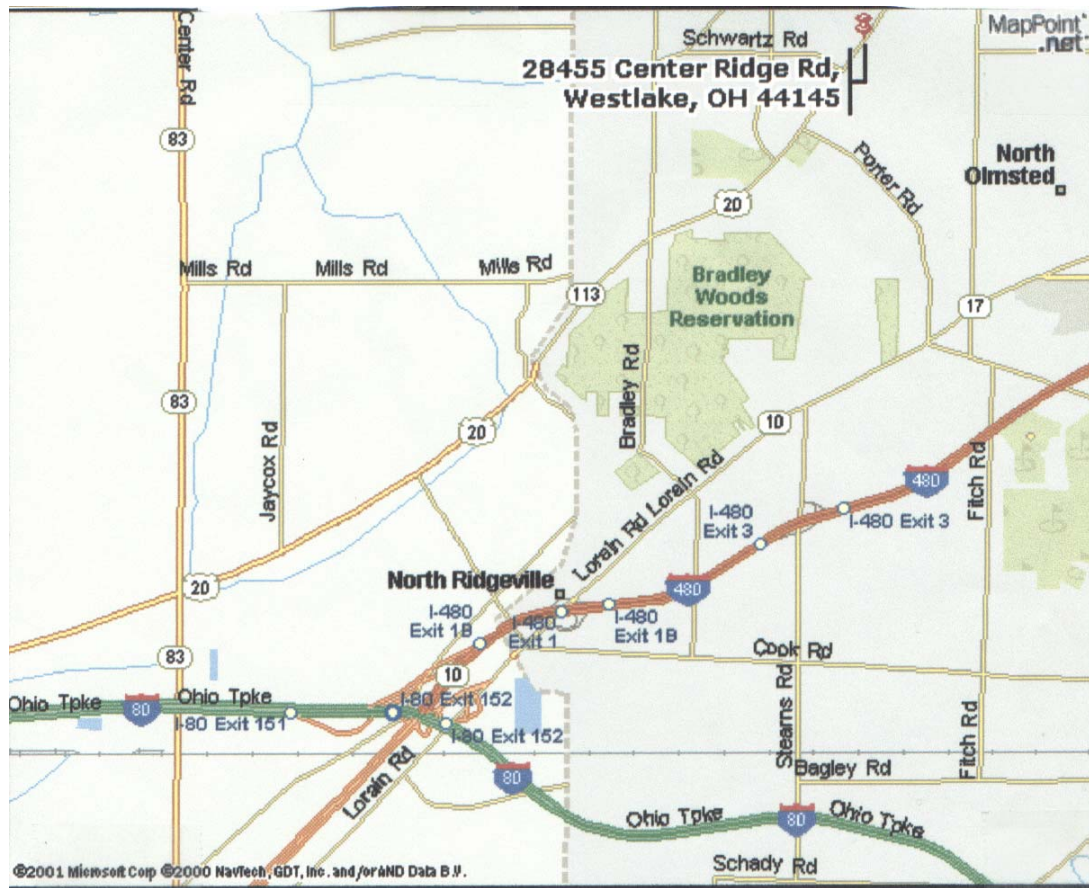 Center Rd
Schwartz Rd
MapPoint
.net
28455 Center Ridge Rd,
Westlake, OH 44145
83
Porter Rd
North
Olmsted
20
Mills Rd
Mills Rd
Mills Rd
113
Bradley
Woods
Reservation
17
Bradley Rd
83
20
10
Jaycox Rd
Lorain Rd
Lorain Rd
480
I-480
Exit 3
I-480 Exit 3
Fitch Rd
20
North Ridgeville
480
I-480
Exit 1B
I-480
Exit 1
I-480
Exit 1B
83
Cook Rd
10
Ohio Tpke
80
Ohio Tpke
I-80 Exit 152
I-80 Exit 151
I-80 Exit 152
Stearns Rd
Fitch Rd
Lorain Rd
80
Bagley Rd
Ohio Tpke
80
Ohio Tpke
Schady Rd
©2001 Microsoft Corp ©2000 NavTech, GDT, Inc. and/or AND Data B.V.